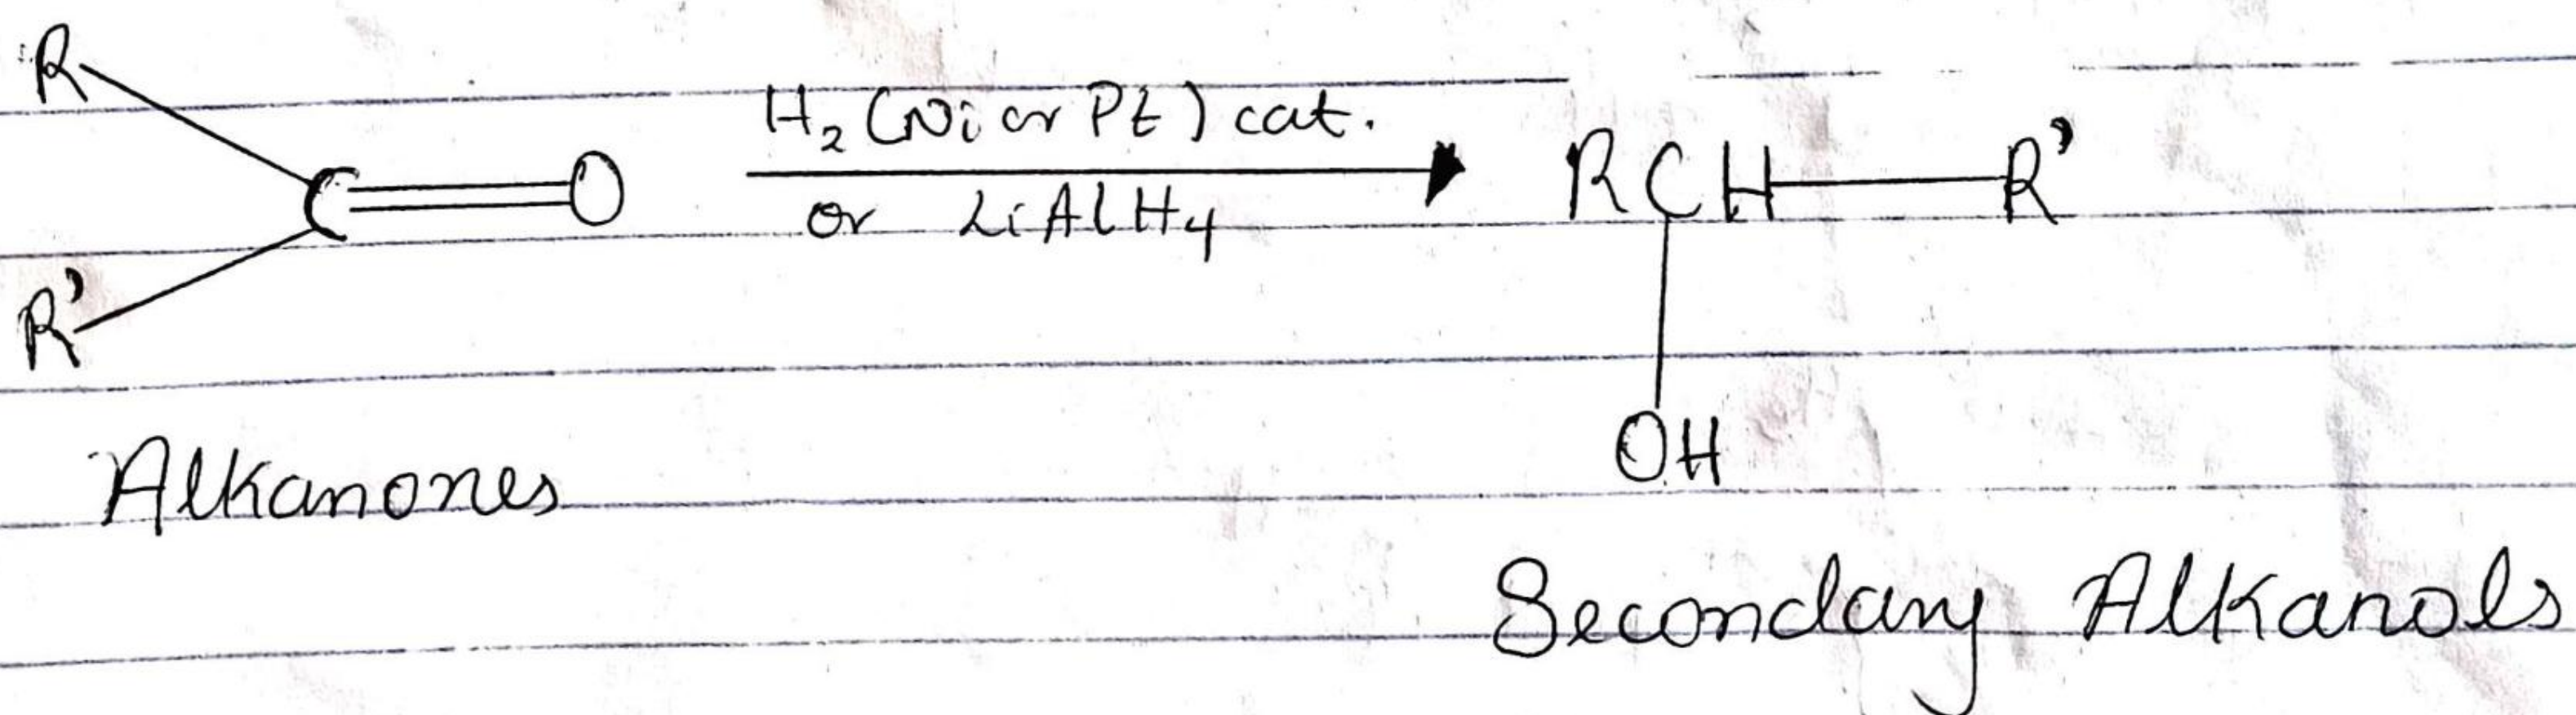 R
H₂ (Ni or Pt) cat.
C=O
RCH—R'
or LiAlH4
R'
OH
Alkanones
Secondary Alkanols